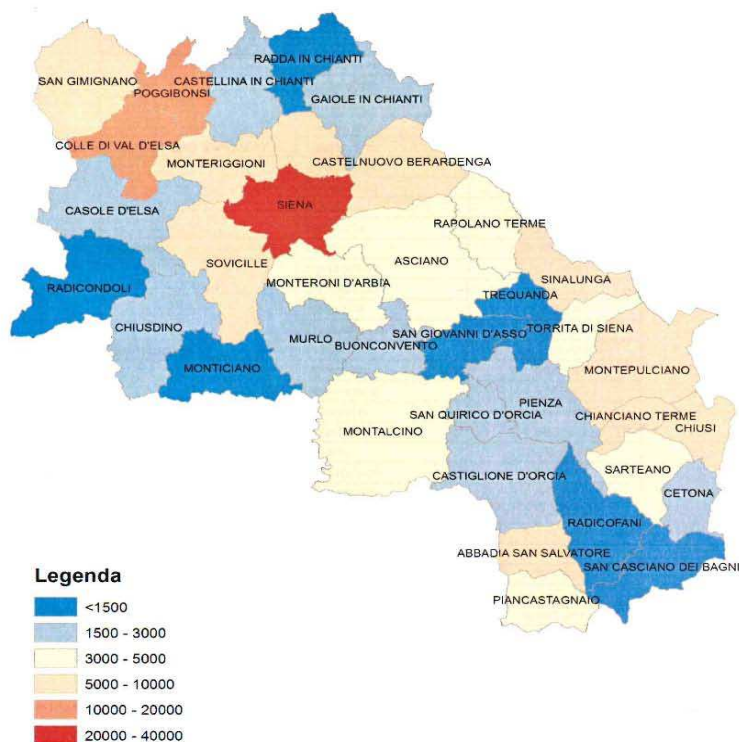 RADDA IN CHIANTI
SAN GIMIGNANO
CASTELLINA IN CHIANTI
POGGIBONSI
GAIOLE IN CHIANTI
COLLE DI VAL D'ELSA
MONTERIGGIONI
CASTELNUOVO BERARDENGA
SIENA
CASOLE D'ELSA
RAPOLANO TERME
SOVICILLE
ASCIANO
MONTERONI D'ARBIA
SINALUNGA
RADICONDOLI
TREQUANDA
CHIUSDINO
SAN GIOVANNI D'ASSO
TORRITA DI SIENA
MURLO
BUONCONVENTO
MONTICIANO
MONTEPULCIANO
PIENZA
SAN QUIRICO D'ORCIA
CHIANCIANO TERME
CHIUSI
MONTALCINO
SARTEANO
CASTIGLIONE D'ORCIA
CETONA
RADICOFANI
ABBADIA SAN SALVATORE
SAN CASCIANO DEI BAGNI
PIANCASTAGNAIO
Legenda
<1500
1500 - 3000
3000 - 5000
5000 - 10000
10000 - 20000
20000 - 40000